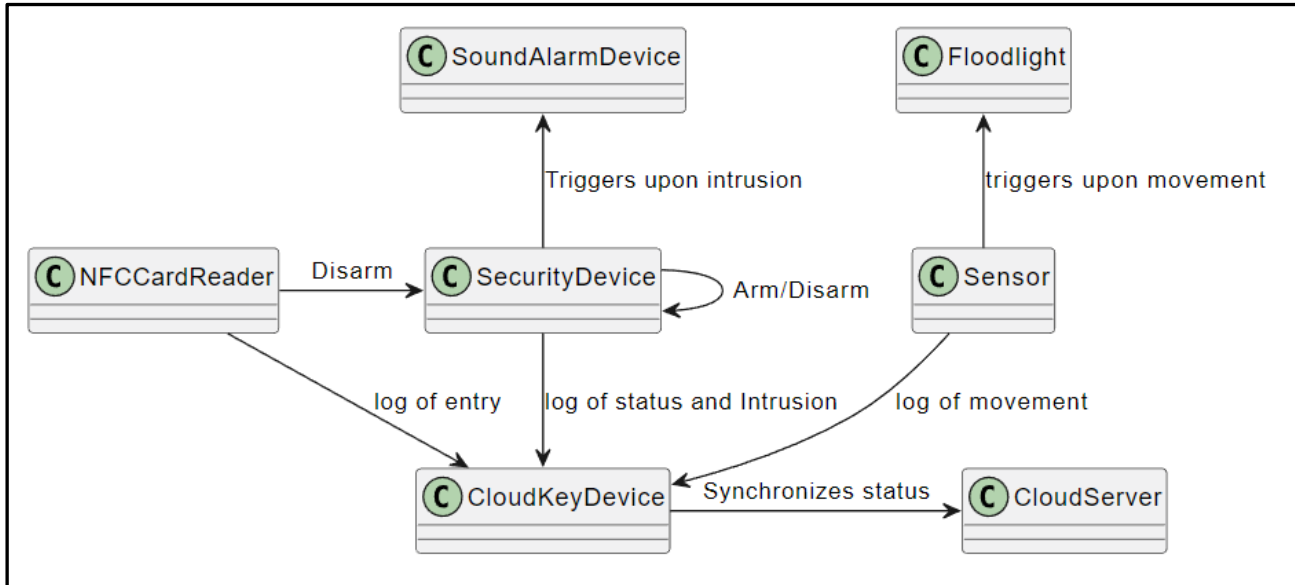 C SoundAlarmDevice
C Floodlight
Triggers upon intrusion
triggers upon movement
C NFCCardReader
Disarm
C SecurityDevice
Arm/Disarm
C Sensor
log of entry
log of status and Intrusion
log of movement
C CloudKeyDevice
Synchronizes status
C CloudServer